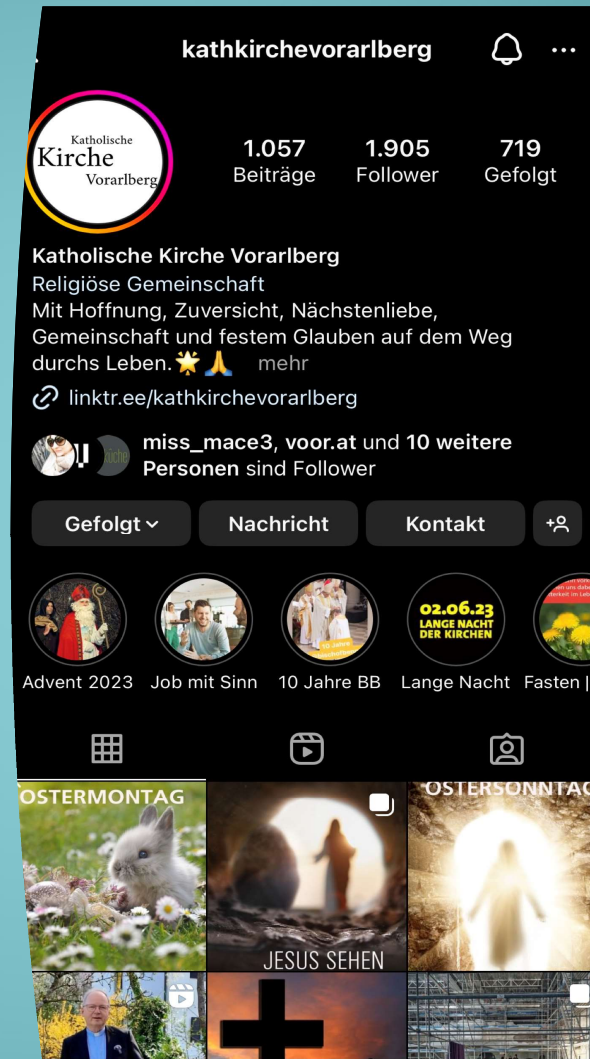 kathkirchevorarlberg
Katholische
Kirche
Vorarlberg
1.057 1.905 719
Beiträge Follower Gefolgt
Katholische Kirche Vorarlberg
Religiöse Gemeinschaft
Mit Hoffnung, Zuversicht, Nächstenliebe,
Gemeinschaft und festem Glauben auf dem Weg
durchs Leben.🌟🙏 mehr
linktr.ee/kathkirchevorarlberg
miss_mace3, voor.at und 10 weitere
Personen sind Follower
Gefolgt Nachricht Kontakt
02.06.23
LANGE NACHT
DER KIRCHEN
10 Jahre
Advent 2023 Job mit Sinn 10 Jahre BB Lange Nacht Fasten |
OSTERMONTAG
OSTERSONNTAG
JESUS SEHEN